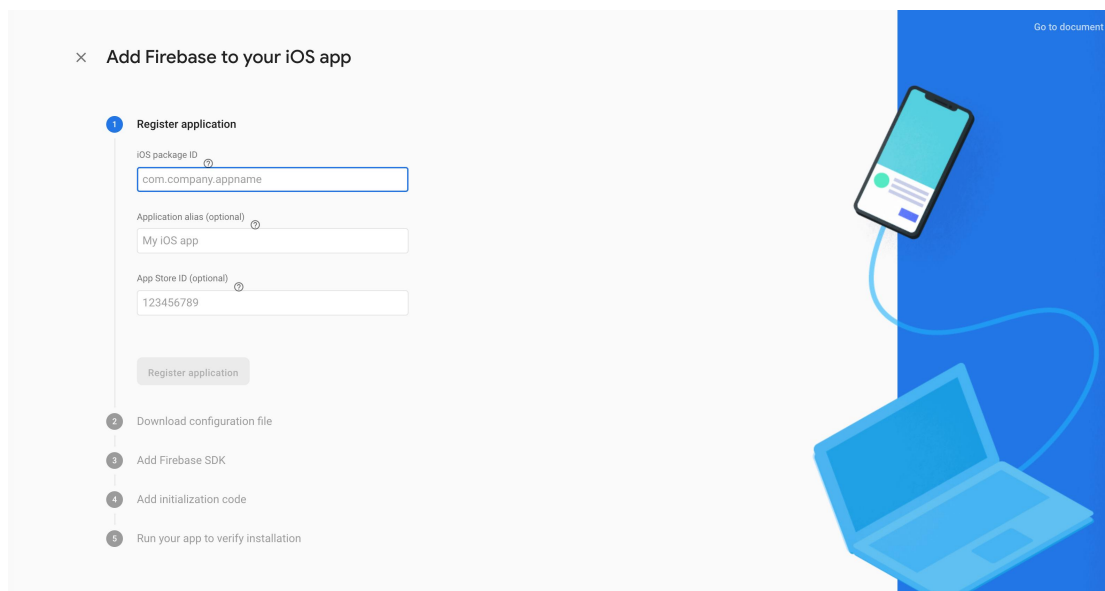 Go to document
Add Firebase to your iOS app
1 Register application
iOS package ID
com.company.appname
Application alias (optional)
My iOS app
App Store ID (optional)
123456789
Register application
2 Download configuration file
3 Add Firebase SDK
4 Add initialization code
5 Run your app to verify installation